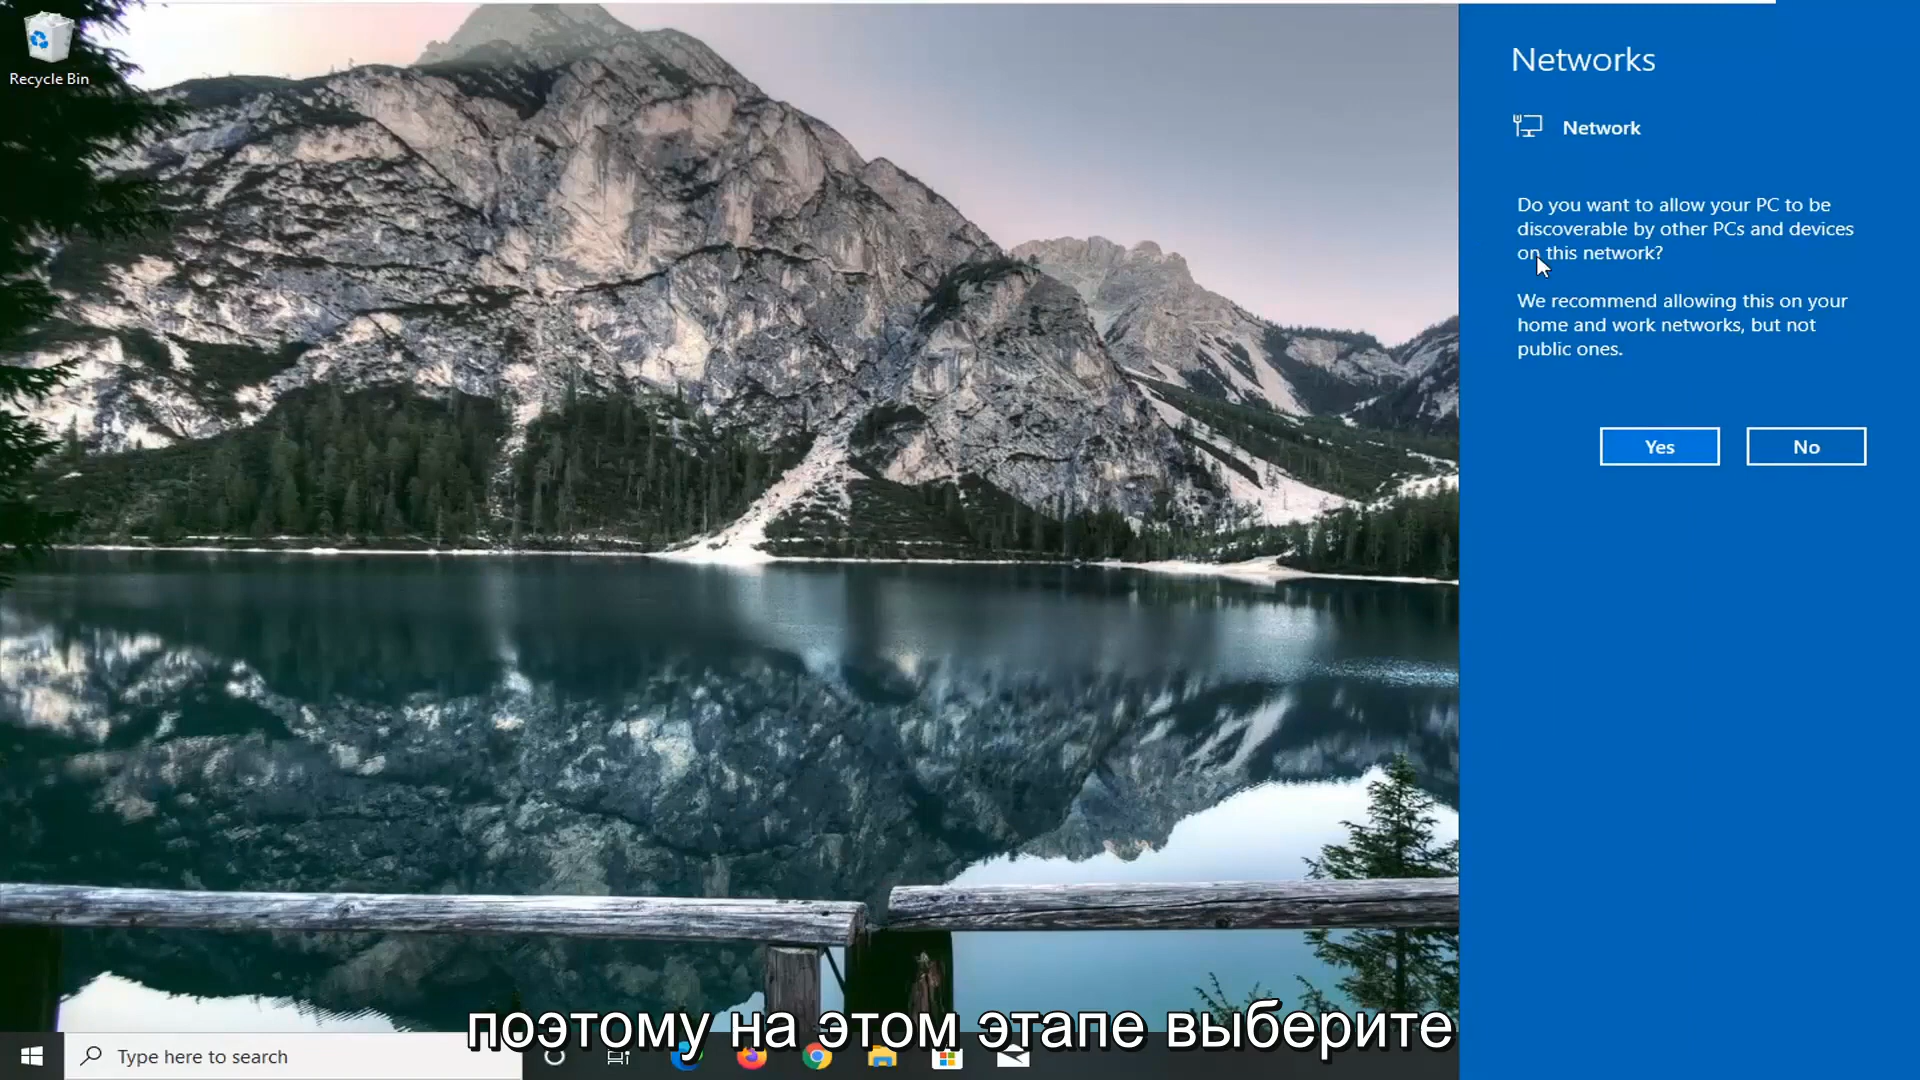 Recycle Bin
Networks
Network
Do you want to allow your PC to be
discoverable by other PCs and devices
on this network?
We recommend allowing this on your
home and work networks, but not
public ones.
Yes
No
поэтому на этом этапе выберите
Type here to search